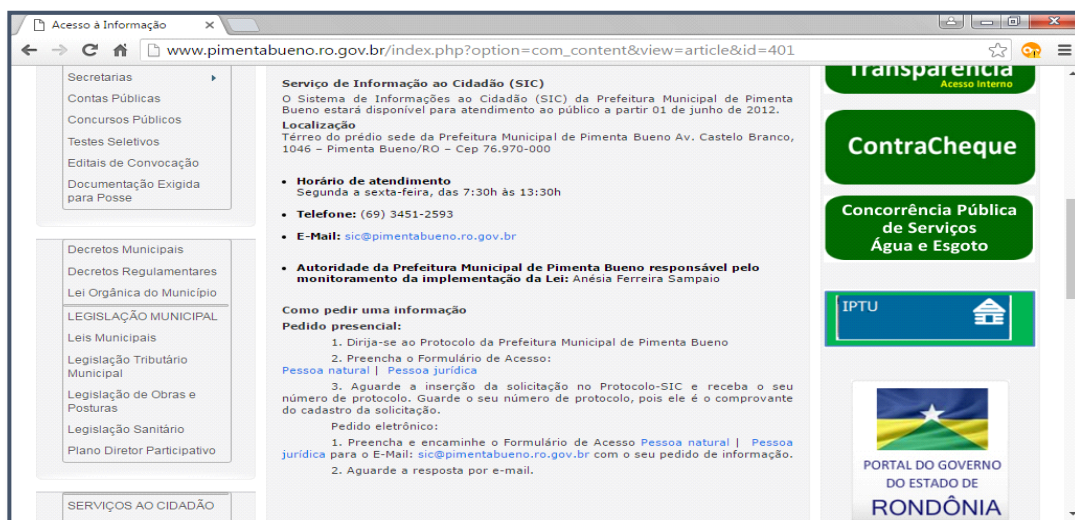 Acesso à Informação
www.pimentabueno.ro.gov.br/index.php?option=com_content&view=article&id=401
Secretarias
Contas Públicas
Concursos Públicos
Testes Seletivos
Editais de Convocação
Documentação Exigida
para Posse
Decretos Municipais
Decretos Regulamentares
Lei Orgânica do Município
LEGISLAÇÃO MUNICIPAL
Leis Municipais
Legislação Tributário
Municipal
Legislação de Obras e
Posturas
Legislação Sanitário
Plano Diretor Participativo
SERVIÇOS AO CIDADÃO
Serviço de Informação ao Cidadão (SIC)
O Sistema de Informações ao Cidadão (SIC) da Prefeitura Municipal de Pimenta
Bueno estará disponível para atendimento ao público a partir 01 de junho de 2012.
Localização
Térreo do prédio sede da Prefeitura Municipal de Pimenta Bueno Av. Castelo Branco,
1046 – Pimenta Bueno/RO – Cep 76.970-000
• Horário de atendimento
Segunda a sexta-feira, das 7:30h às 13:30h
• Telefone: (69) 3451-2593
• E-Mail: sic@pimentabueno.ro.gov.br
• Autoridade da Prefeitura Municipal de Pimenta Bueno responsável pelo
monitoramento da implementação da Lei: Anésia Ferreira Sampaio
Como pedir uma informação
Pedido presencial:
1. Dirija-se ao Protocolo da Prefeitura Municipal de Pimenta Bueno
2. Preencha o Formulário de Acesso:
Pessoa natural | Pessoa jurídica
3. Aguarde a inserção da solicitação no Protocolo-SIC e receba o seu
número de protocolo. Guarde o seu número de protocolo, pois ele é o comprovante
do cadastro da solicitação.
Pedido eletrônico:
1. Preencha e encaminhe o Formulário de Acesso Pessoa natural | Pessoa
jurídica para o E-Mail: sic@pimentabueno.ro.gov.br com o seu pedido de informação.
2. Aguarde a resposta por e-mail.
Transparência
Acesso Interno
ContraCheque
Concorrência Pública
de Serviços
Água e Esgoto
IPTU
PORTAL DO GOVERNO
DO ESTADO DE
RONDÔNIA